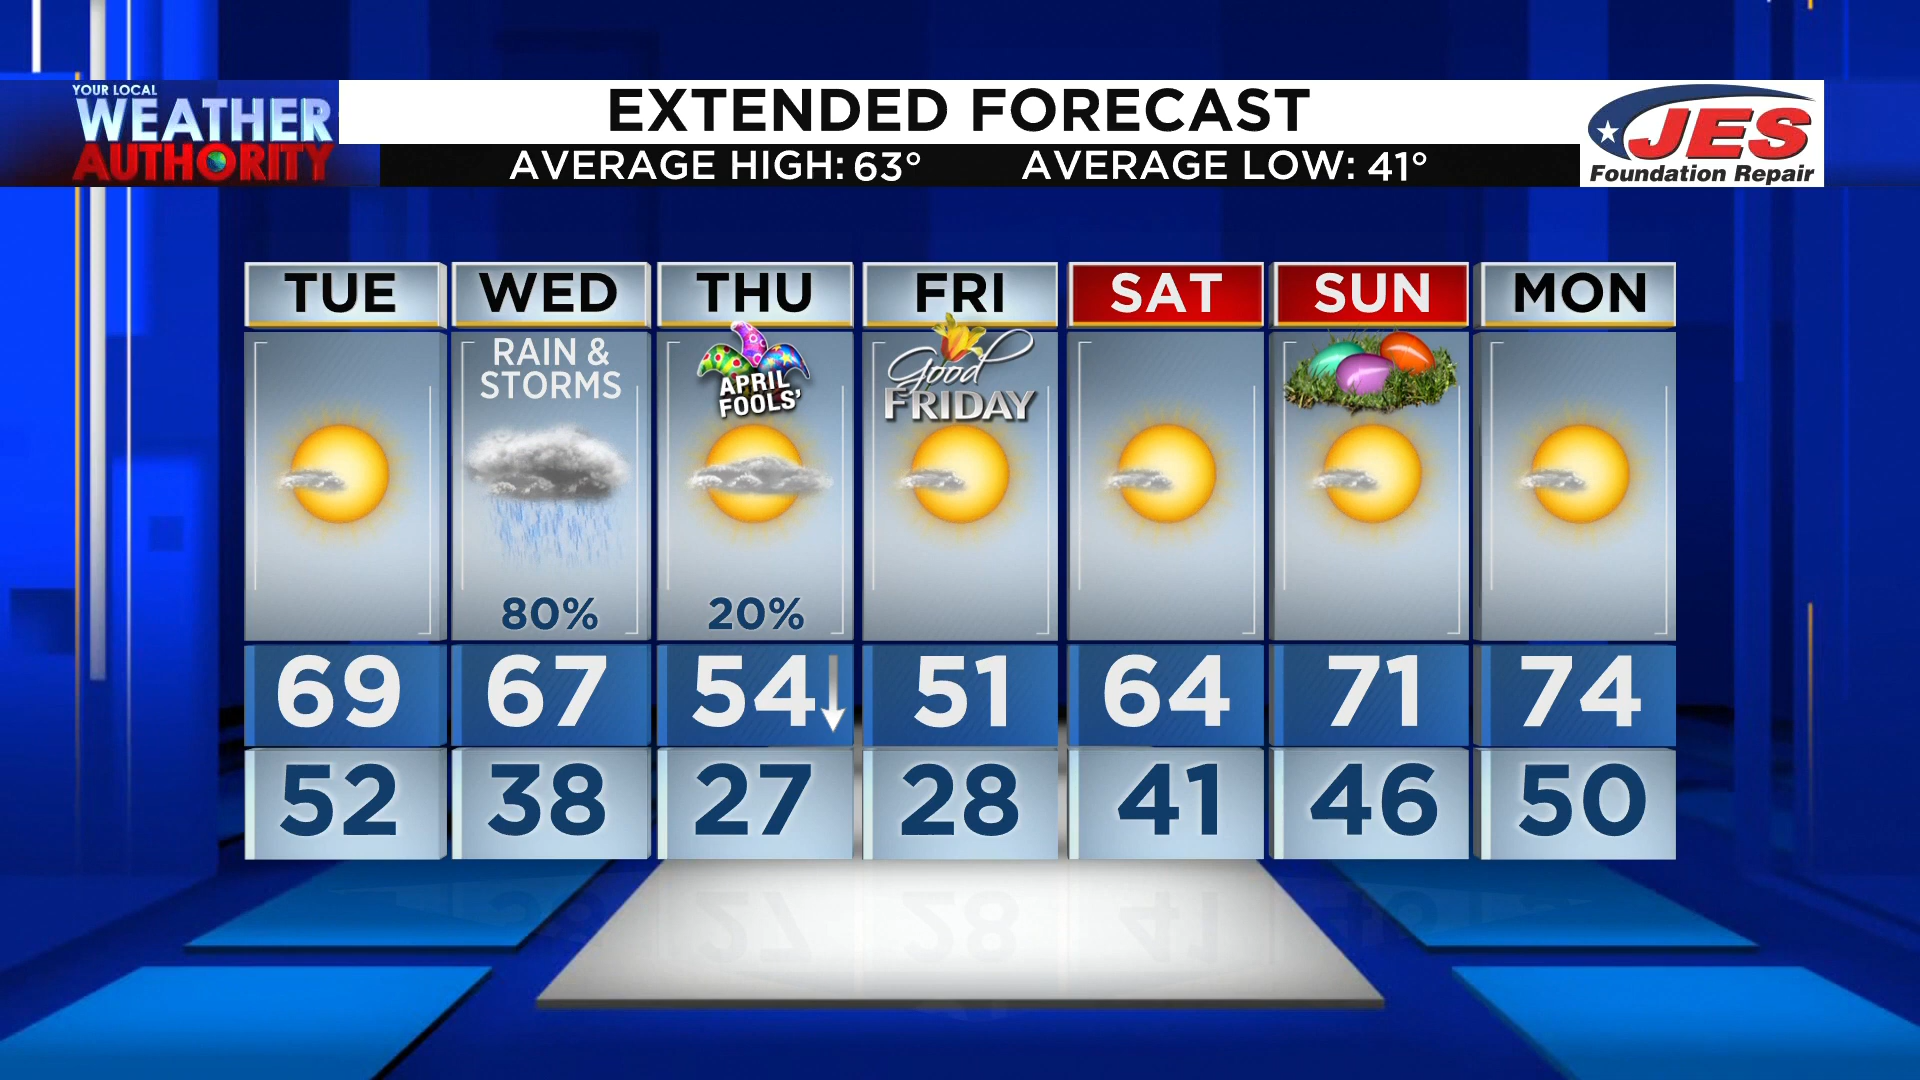 YOUR LOCAL
WEATHER
AUTHORITY
EXTENDED FORECAST
AVERAGE HIGH: 63° AVERAGE LOW: 41°
JES
Foundation Repair
TUE WED THU FRI SAT SUN MON
RAIN &
STORMS
APRIL
FOOLS'
Good
FRIDAY
80% 20%
69 67 54 51 64 71 74
52 38 27 28 41 46 50